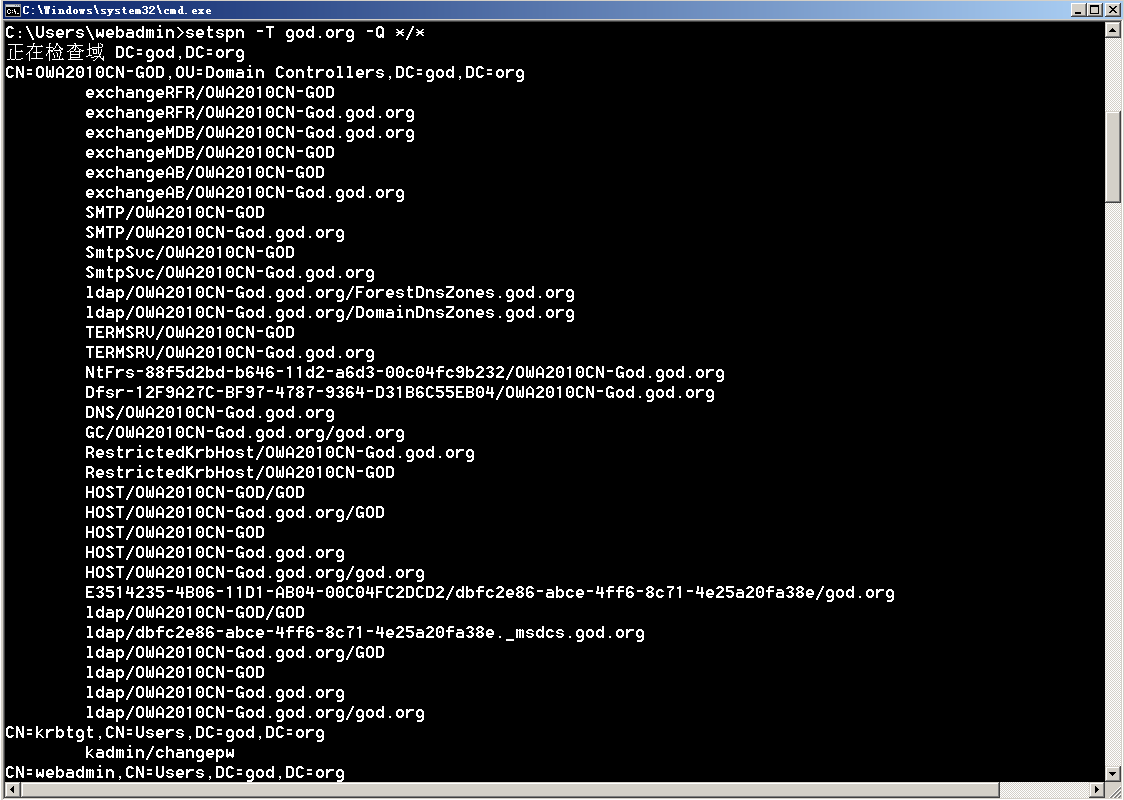 C:\Windows\system32\cmd.exe
C:\Users\webadmin>setspn -T god.org -Q */*
正在检查域 DC=god,DC=org
CN=OWA2010CN-GOD,OU=Domain Controllers,DC=god,DC=org
exchangeRFR/OWA2010CN-GOD
exchangeRFR/OWA2010CN-God.god.org
exchangeMDB/OWA2010CN-God.god.org
exchangeMDB/OWA2010CN-GOD
exchangeAB/OWA2010CN-GOD
exchangeAB/OWA2010CN-God.god.org
SMTP/OWA2010CN-GOD
SMTP/OWA2010CN-God.god.org
SmtpSvc/OWA2010CN-GOD
SmtpSvc/OWA2010CN-God.god.org
ldap/OWA2010CN-God.god.org/ForestDnsZones.god.org
ldap/OWA2010CN-God.god.org/DomainDnsZones.god.org
TERMSRV/OWA2010CN-GOD
TERMSRV/OWA2010CN-God.god.org
NtFrs-88f5d2bd-b646-11d2-a6d3-00c04fc9b232/OWA2010CN-God.god.org
Dfsr-12F9A27C-BF97-4787-9364-D31B6C55EB04/OWA2010CN-God.god.org
DNS/OWA2010CN-God.god.org
GC/OWA2010CN-God.god.org/god.org
RestrictedKrbHost/OWA2010CN-God.god.org
RestrictedKrbHost/OWA2010CN-GOD
HOST/OWA2010CN-GOD/GOD
HOST/OWA2010CN-God.god.org/GOD
HOST/OWA2010CN-GOD
HOST/OWA2010CN-God.god.org
HOST/OWA2010CN-God.god.org/god.org
E3514235-4B06-11D1-AB04-00C04FC2DCD2/dbfc2e86-abce-4ff6-8c71-4e25a20fa38e/god.org
ldap/OWA2010CN-GOD/GOD
ldap/dbfc2e86-abce-4ff6-8c71-4e25a20fa38e._msdcs.god.org
ldap/OWA2010CN-God.god.org/GOD
ldap/OWA2010CN-GOD
ldap/OWA2010CN-God.god.org
ldap/OWA2010CN-God.god.org/god.org
CN=krbtgt,CN=Users,DC=god,DC=org
kadmin/changepw
CN=webadmin,CN=Users,DC=god,DC=org